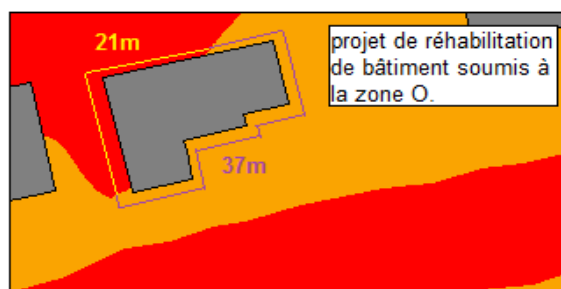 21m
projet de réhabilitation
de bâtiment soumis à
la zone O.
37m